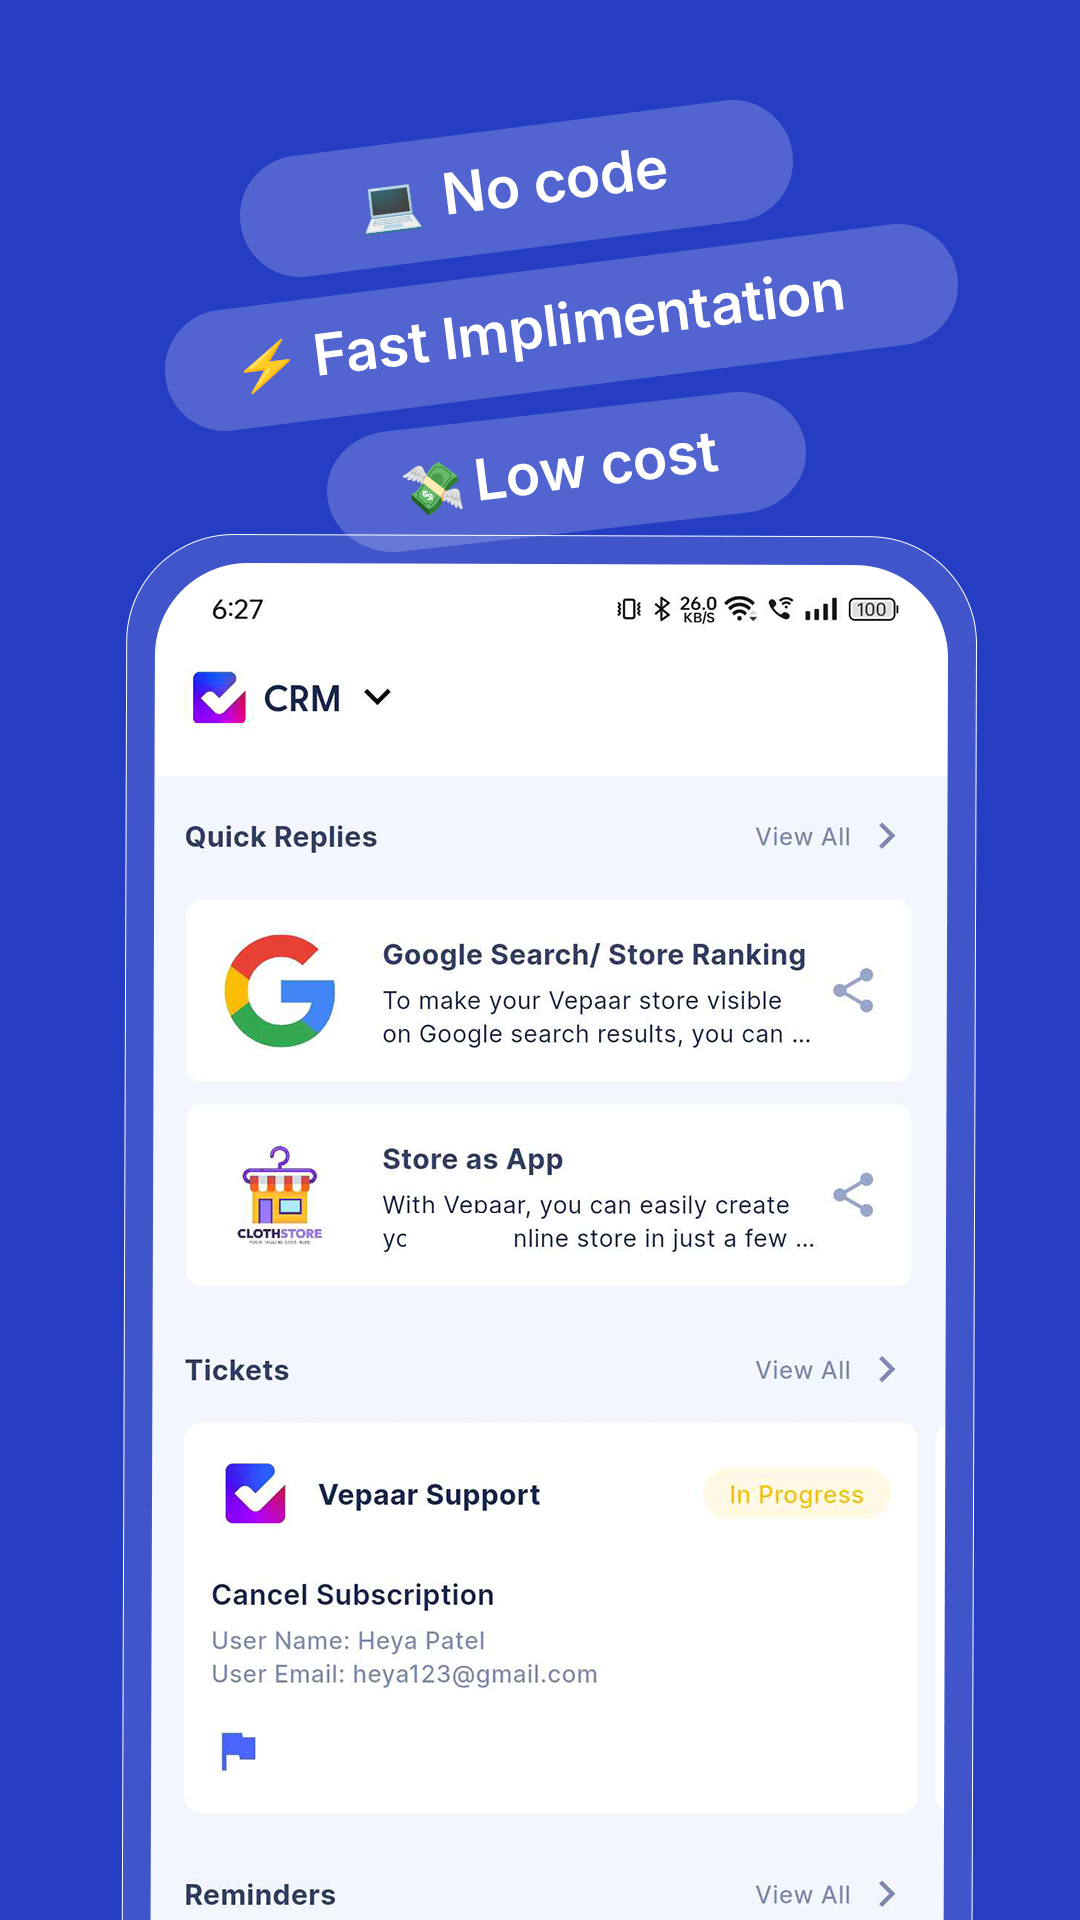 No code
Fast Implimentation
Low cost
6:27
26.0
KB/S
100
CRM
Quick Replies
View All
Google Search/ Store Ranking
To make your Vepaar store visible
on Google search results, you can ...
Store as App
With Vepaar, you can easily create
nline store in just a few ...
CLOTHSTORE
Tickets
View All
Vepaar Support
In Progress
Cancel Subscription
User Name: Heya Patel
User Email: heya123@gmail.com
Reminders
View All